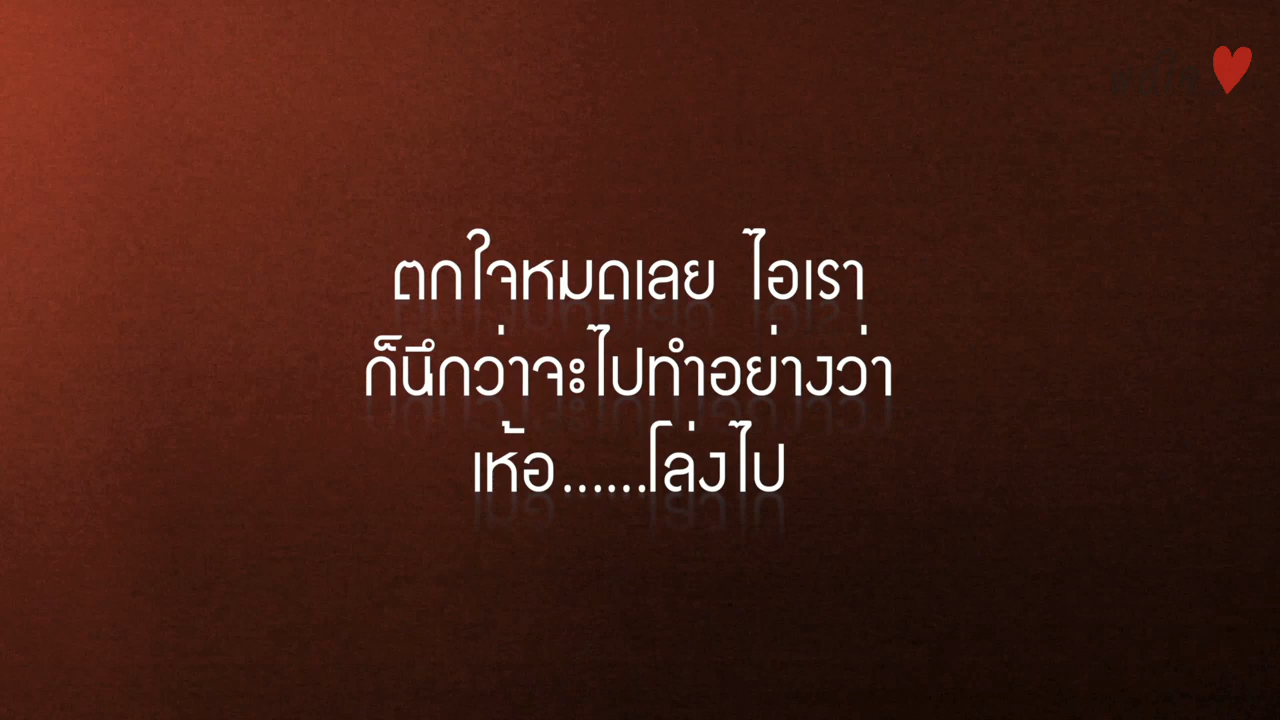 ตกใจหมดเลย ไอเรา
ก็นึกว่าจะไปทำอย่างว่า
เห้อ......โล่งไป